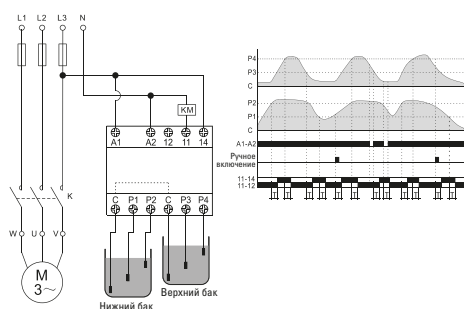 L1 L2 L3 N
KM
A1 A2 12 11 14
K
C P1 P2 C P3 P4
W U V
M
3~
Нижний бак
Верхний бак
P4
P3
C
P2
P1
C
A1-A2
Ручное
включение
11-14
11-12